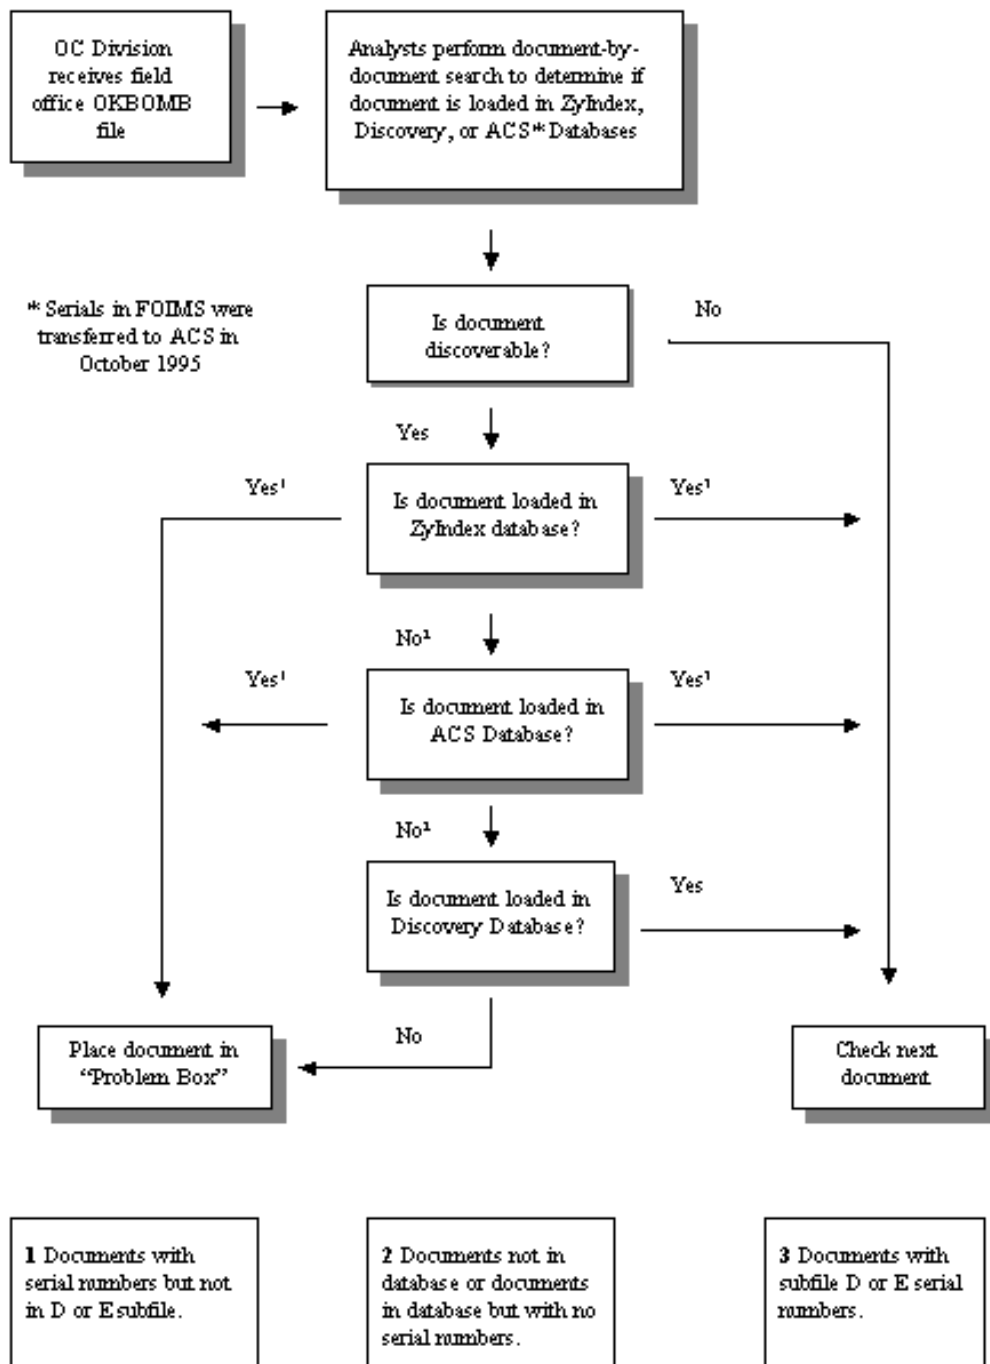 OC Division
receives field
office OKBOMB
file
Analysts perform document-by-
document search to determine if
document is loaded in ZyIndex,
Discovery, or ACS* Databases
* Serials in FOIMS were
transferred to ACS in
October 1995
Is document
discoverable?
No
Yes
Yes¹
Is document loaded in
ZyIndex database?
Yes³
No²
Yes¹
Is document loaded in
ACS Database?
Yes³
No²
Is document loaded in
Discovery Database?
Yes
No
Place document in
“Problem Box”
Check next
document
1 Documents with
serial numbers but not
in D or E subfile.
2 Documents not in
database or documents
in database but with no
serial numbers.
3 Documents with
subfile D or E serial
numbers.